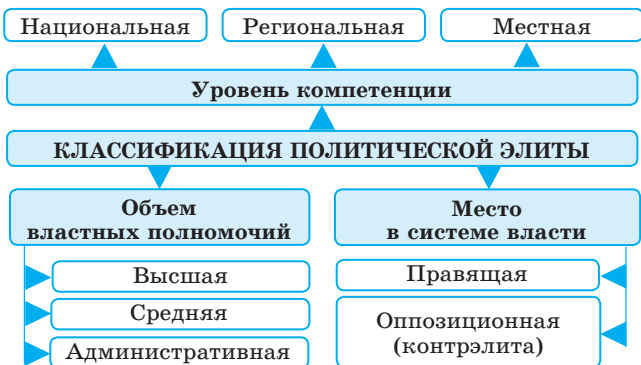 Национальная
Региональная
Местная
Уровень компетенции
КЛАССИФИКАЦИЯ ПОЛИТИЧЕСКОЙ ЭЛИТЫ
Объем
властных полномочий
Высшая
Средняя
Административная
Место
в системе власти
Правящая
Оппозиционная
(контрэлита)